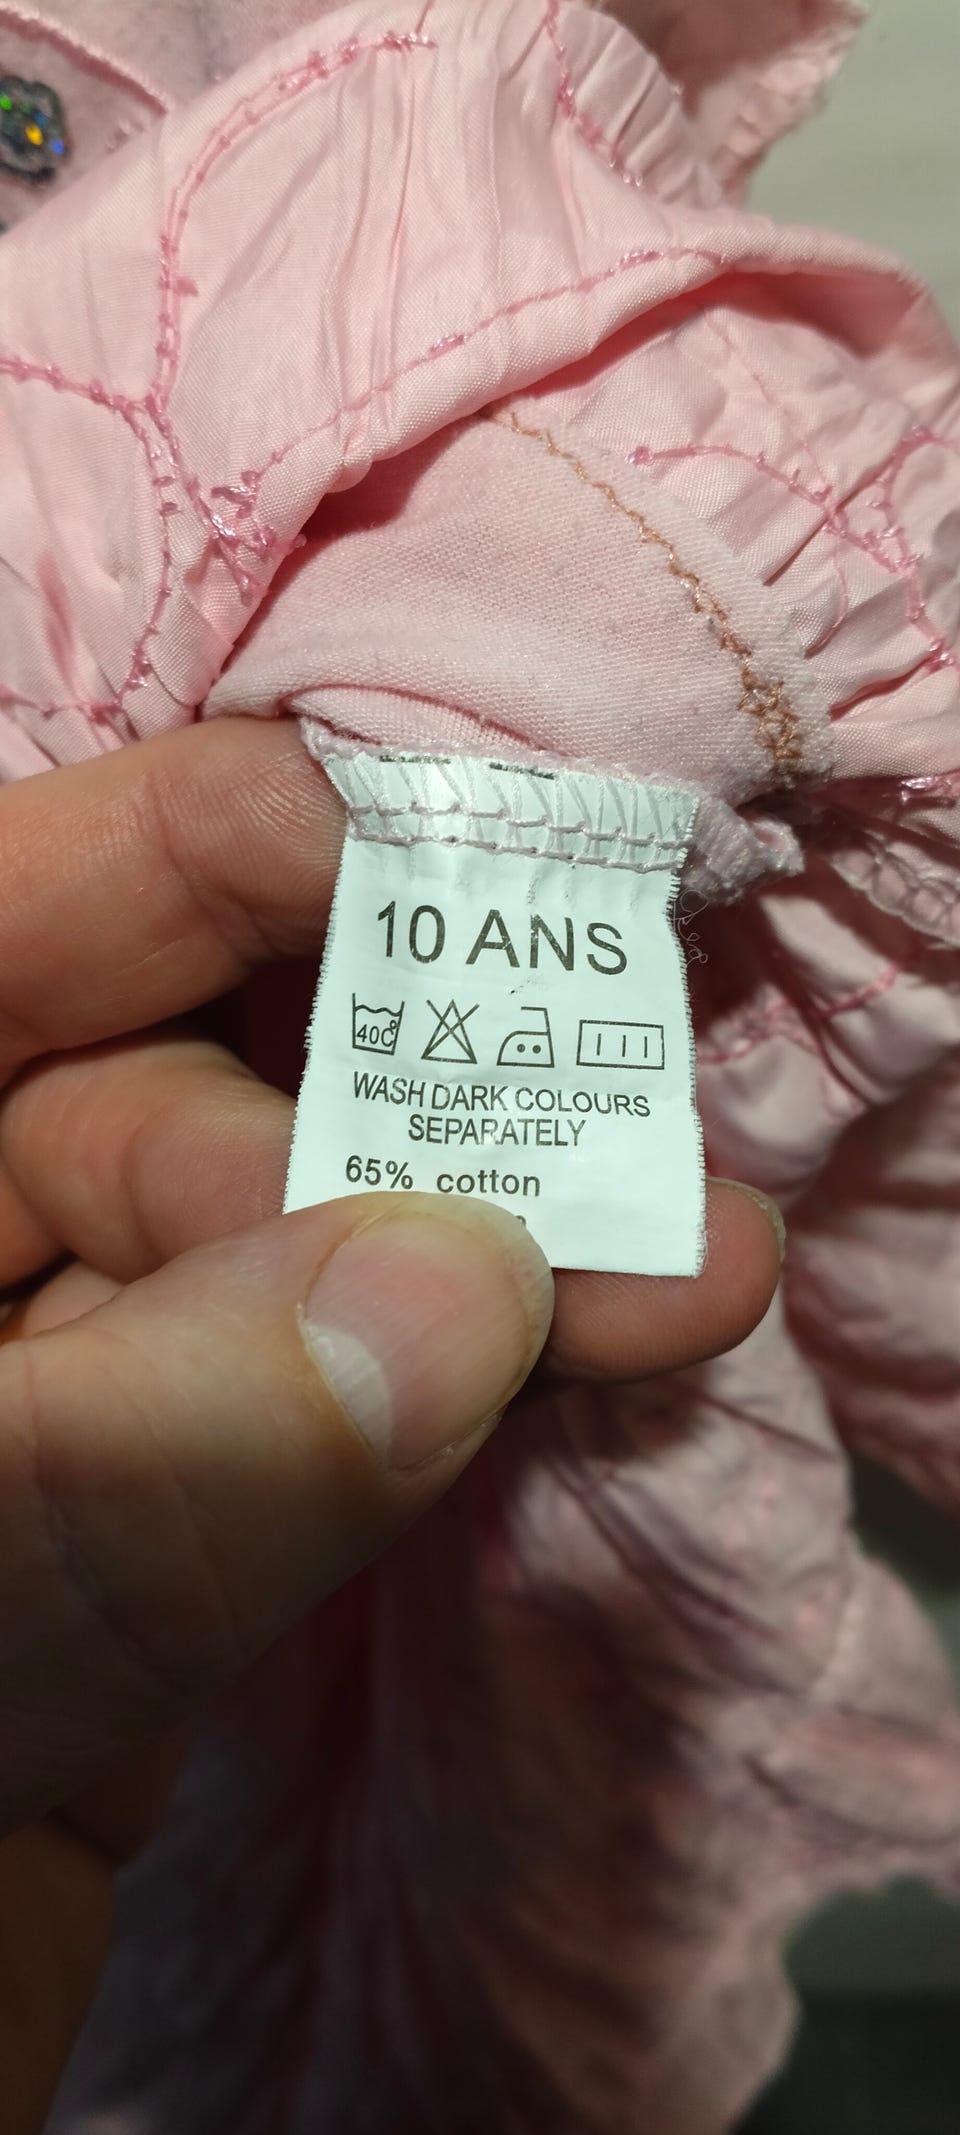 10 ANS
40C
WASH DARK COLOURS
SEPARATELY
65% cotton